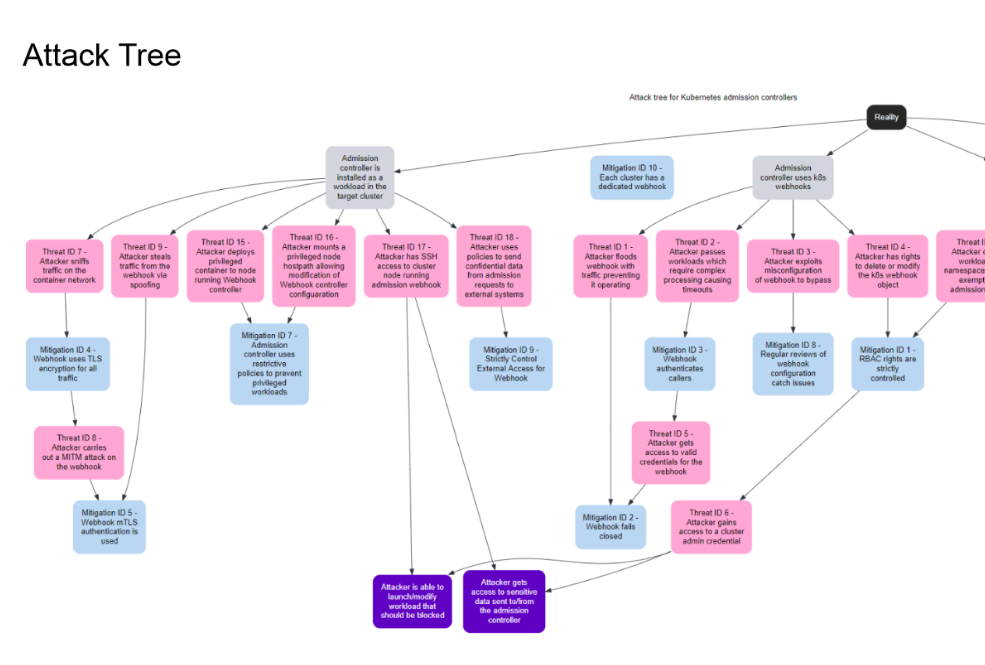 Attack Tree
Attack tree for Kubernetes admission controllers
Reality
Admission
controller is
installed as a
workload in the
target cluster
Mitigation ID 10 -
Each cluster has a
dedicated webhook
Admission
controller uses k8s
webhooks
Threat ID 7 -
Attacker sniffs
traffic on the
container network
Threat ID 9 -
Attacker steals
traffic from the
webhook via
spoofing
Threat ID 15 -
Attacker deploys
privileged
container to node
running Webhook
controller
Threat ID 16 -
Attacker mounts a
privileged node
hostpath allowing
modification of
Webhook controller
configuaration
Threat ID 17 -
Attacker has SSH
access to cluster
node running
admission webhook
Threat ID 18 -
Attacker uses
policies to send
confidential data
from admission
requests to
external systems
Threat ID 1 -
Attacker floods
webhook with
traffic preventing
it operating
Threat ID 2 -
Attacker passes
workloads which
require complex
processing causing
timeouts
Threat ID 3 -
Attacker exploits
misconfiguration
of webhook to bypass
Threat ID 4 -
Attacker has rights
to delete or modify
the k8s webhook
object
Threat
namespace
exempt
Mitigation ID 4 -
Webhook uses TLS
encryption for all
traffic
Mitigation ID 7 -
Admission
controller uses
restrictive
policies to prevent
privileged
workloads
Mitigation ID 9 -
Strictly Control
External Access for
Webhook
Mitigation ID 3 -
Webhook
authenticates
callers
Mitigation ID 8 -
Regular reviews of
webhook
configuration
catch issues
Mitigation ID 1 -
RBAC rights are
strictly
controlled
Threat ID 8 -
Attacker carries
out a MITM attack on
the webhook
Threat ID 5 -
Attacker gets
access to valid
credentials for the
webhook
Mitigation ID 5 -
Webhook mTLS
authentication is
used
Mitigation ID 2 -
Webhook fails
closed
Threat ID 6 -
Attacker gains
access to a cluster
admin credential
Attacker is able to
launch/modify
workload that
should be blocked
Attacker gets
access to sensitive
data sent to/from
the admission
controller